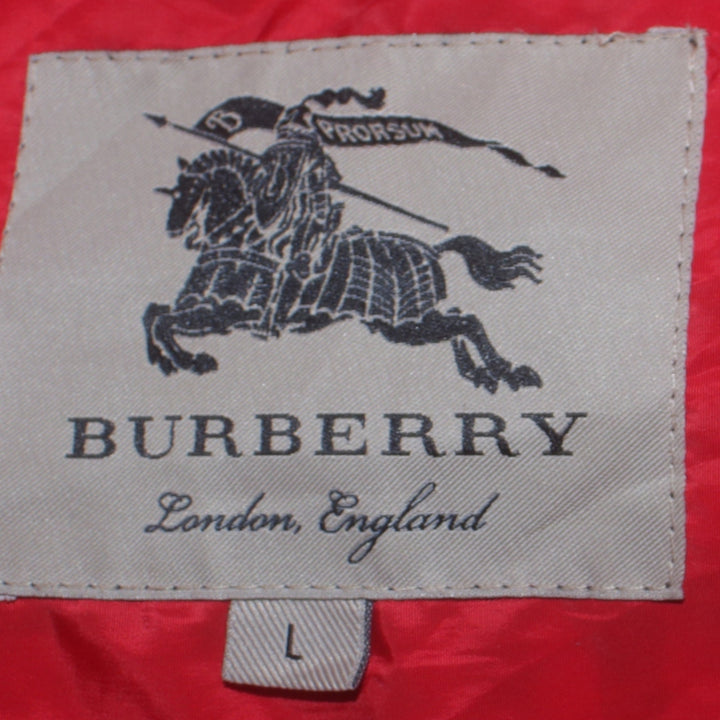 B PRORSUM
BURBERRY
London, England
L